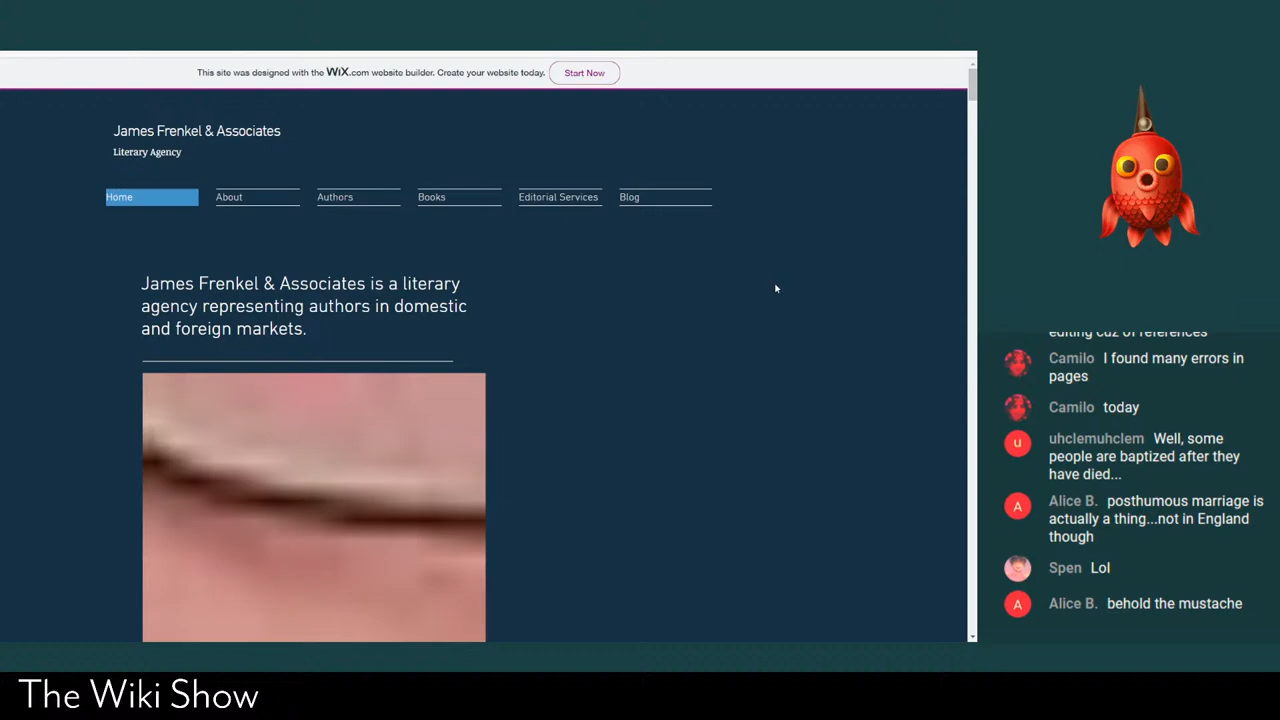 This site was designed with the WiX.com website builder. Create your website today.
Start Now
James Frenkel & Associates
Literary Agency
Home
About
Authors
Books
Editorial Services
Blog
James Frenkel & Associates is a literary
agency representing authors in domestic
and foreign markets.
editing cuz of references
Camilo I found many errors in
pages
Camilo today
u
uhclemuhclem Well, some
people are baptized after they
have died...
A
Alice B. posthumous marriage is
actually a thing...not in England
though
Spen Lol
A
Alice B. behold the mustache
The Wiki Show